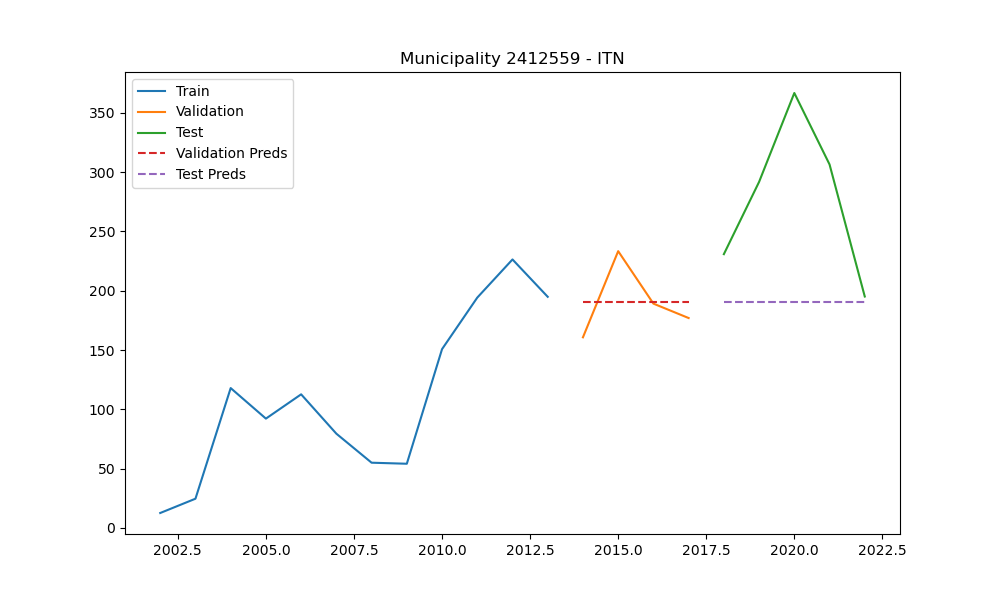 Municipality 2412559 - ITN
Train
Validation
Test
Validation Preds
Test Preds
350
300
250
200
150
100
50
0
2002.5 2005.0 2007.5 2010.0 2012.5 2015.0 2017.5 2020.0 2022.5